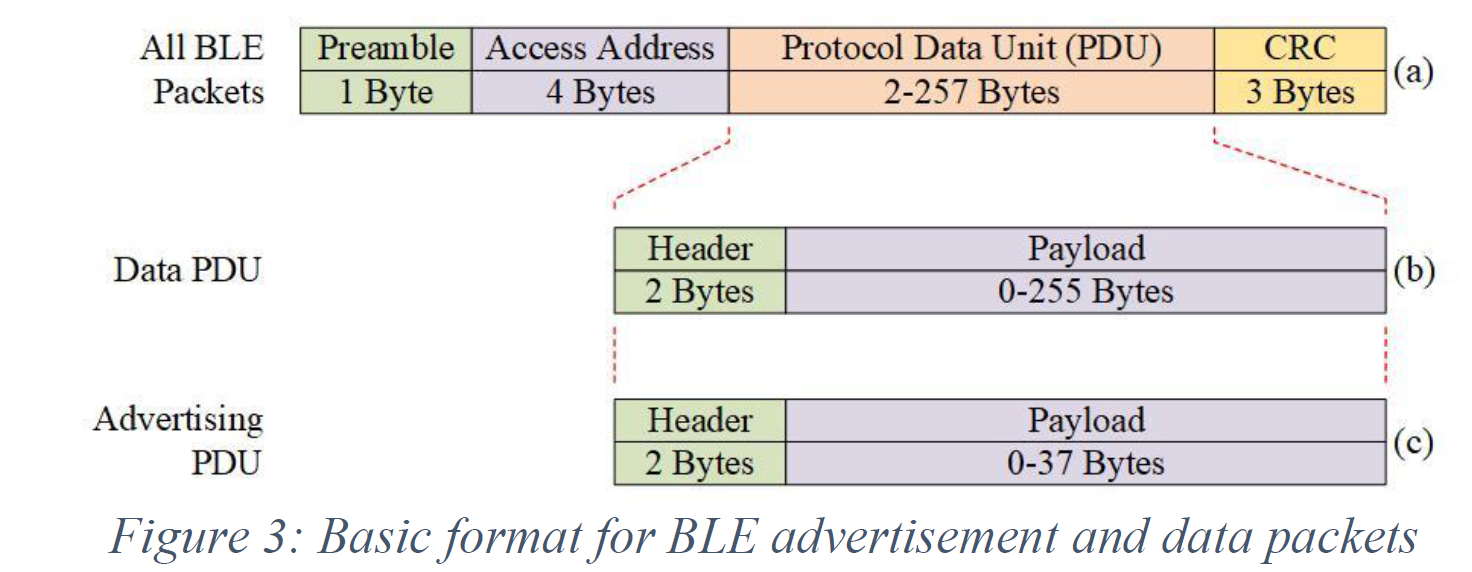 All BLE Packets
Preamble Access Address Protocol Data Unit (PDU) CRC
1 Byte 4 Bytes 2-257 Bytes 3 Bytes
(a)
Data PDU
Header Payload
2 Bytes 0-255 Bytes
(b)
Advertising PDU
Header Payload
2 Bytes 0-37 Bytes
(c)
Figure 3: Basic format for BLE advertisement and data packets